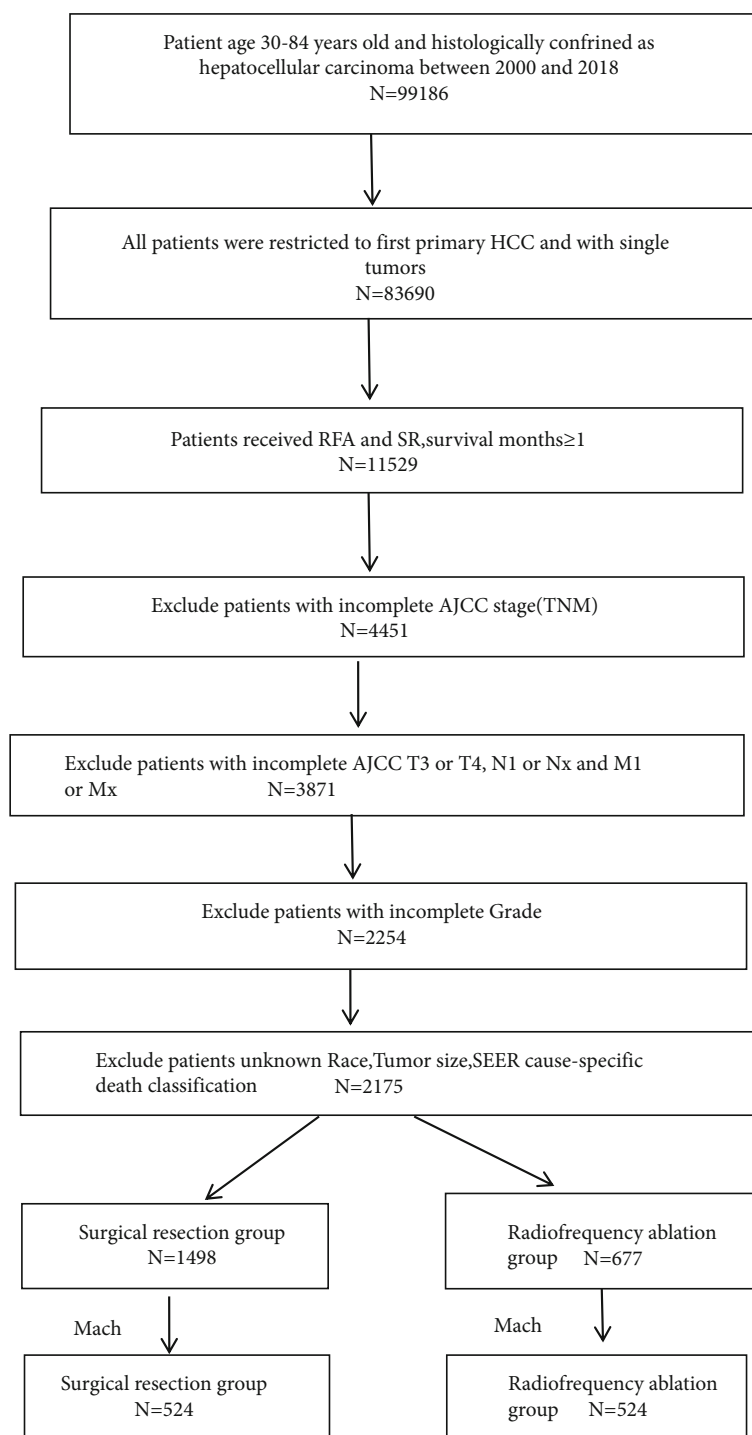 Patient age 30-84 years old and histologically confrined as
hepatocellular carcinoma between 2000 and 2018
N=99186
All patients were restricted to first primary HCC and with single
tumors
N=83690
Patients received RFA and SR,survival months≥1
N=11529
Exclude patients with incomplete AJCC stage(TNM)
N=4451
Exclude patients with incomplete AJCC T3 or T4, N1 or Nx and M1
or Mx N=3871
Exclude patients with incomplete Grade
N=2254
Exclude patients unknown Race,Tumor size,SEER cause-specific
death classification N=2175
Surgical resection group
N=1498
Radiofrequency ablation
group N=677
Mach
Mach
Surgical resection group
N=524
Radiofrequency ablation
group N=524